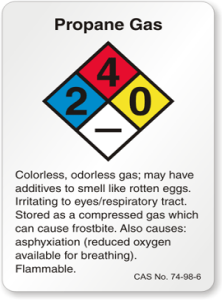 Propane Gas
4
2 0
–
Colorless, odorless gas; may have
additives to smell like rotten eggs.
Irritating to eyes/respiratory tract.
Stored as a compressed gas which
can cause frostbite. Also causes:
asphyxiation (reduced oxygen
available for breathing).
Flammable.
CAS No. 74-98-6